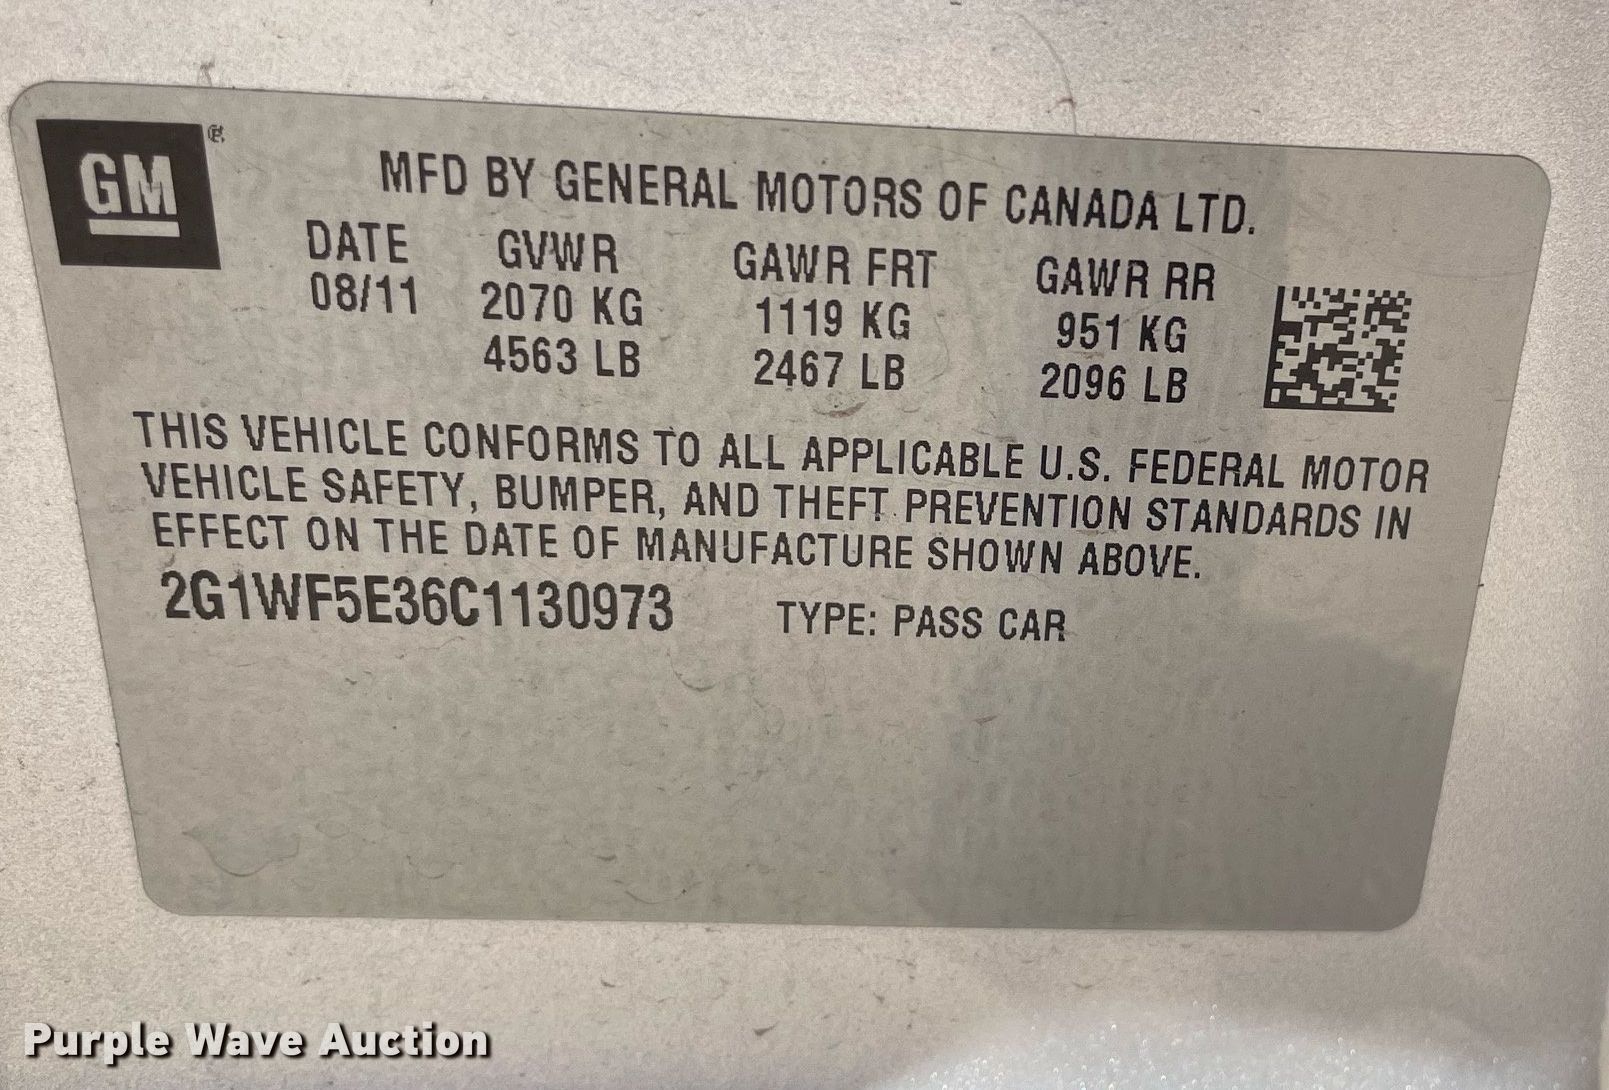 GM ®
MFD BY GENERAL MOTORS OF CANADA LTD.
DATE GVWR GAWR FRT GAWR RR
08/11 2070 KG 1119 KG 951 KG
4563 LB 2467 LB 2096 LB
THIS VEHICLE CONFORMS TO ALL APPLICABLE U.S. FEDERAL MOTOR
VEHICLE SAFETY, BUMPER, AND THEFT PREVENTION STANDARDS IN
EFFECT ON THE DATE OF MANUFACTURE SHOWN ABOVE.
2G1WF5E36C1130973 TYPE: PASS CAR
Purple Wave Auction